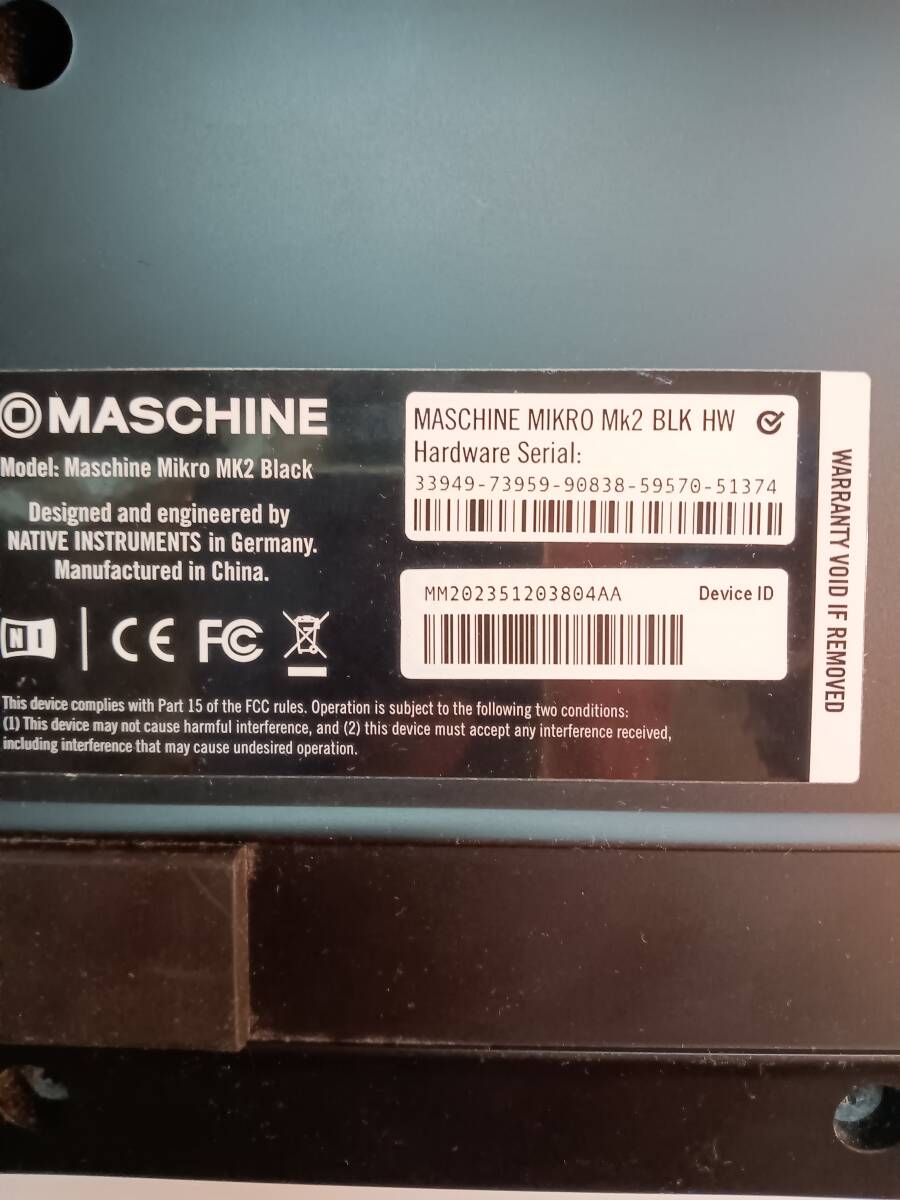 MASCHINE
Model: Maschine Mikro MK2 Black
Designed and engineered by
NATIVE INSTRUMENTS in Germany.
Manufactured in China.
NI
CE FC
This device complies with Part 15 of the FCC rules. Operation is subject to the following two conditions:
(1) This device may not cause harmful interference, and (2) this device must accept any interference received,
including interference that may cause undesired operation.
MASCHINE MIKRO Mk2 BLK HW
Hardware Serial:
33949-73959-90838-59570-51374
MM202351203804AA Device ID
WARRANTY VOID IF REMOVED